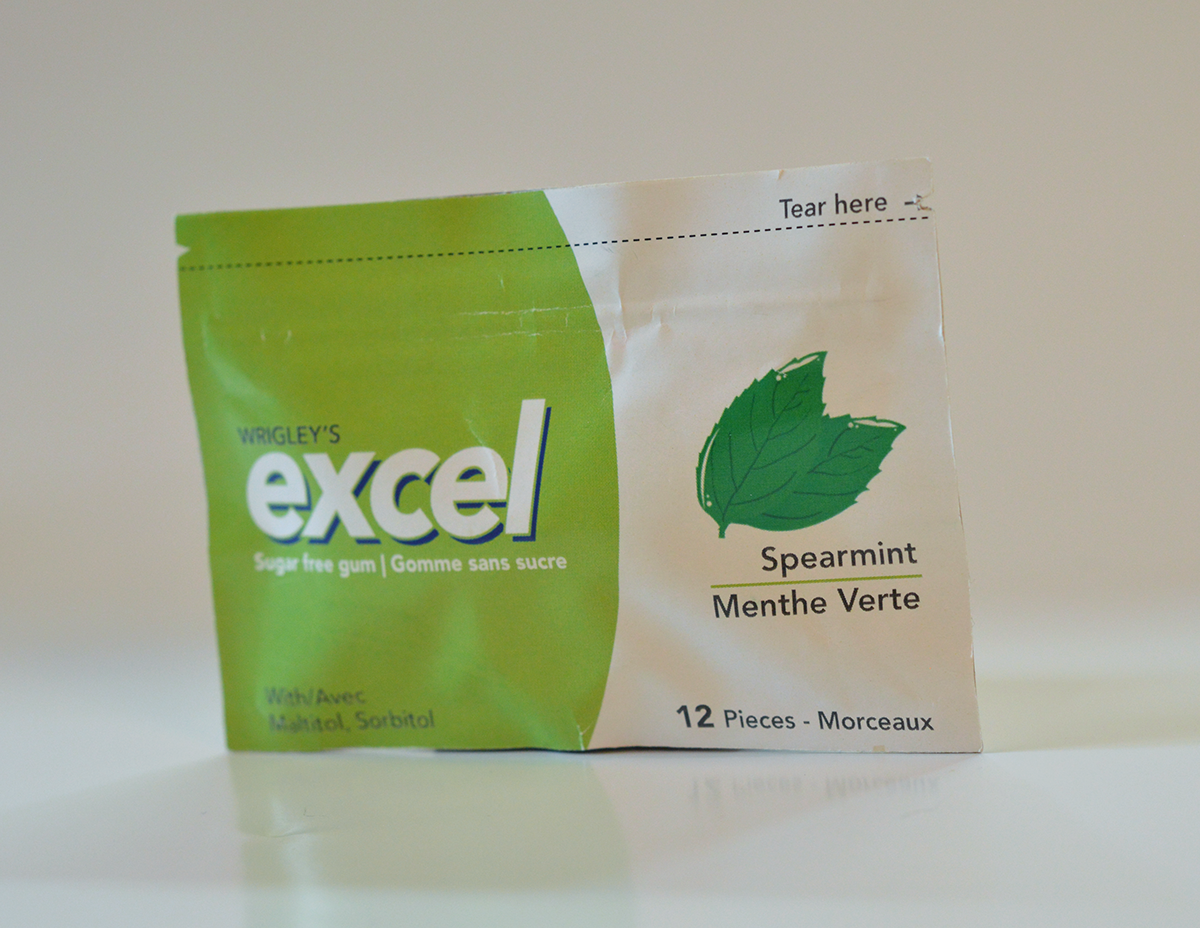 Tear here
WRIGLEY'S
excel
Sugar free gum | Gomme sans sucre
Spearmint
Menthe Verte
With/Avec
Maltitol, Sorbitol
12 Pieces - Morceaux